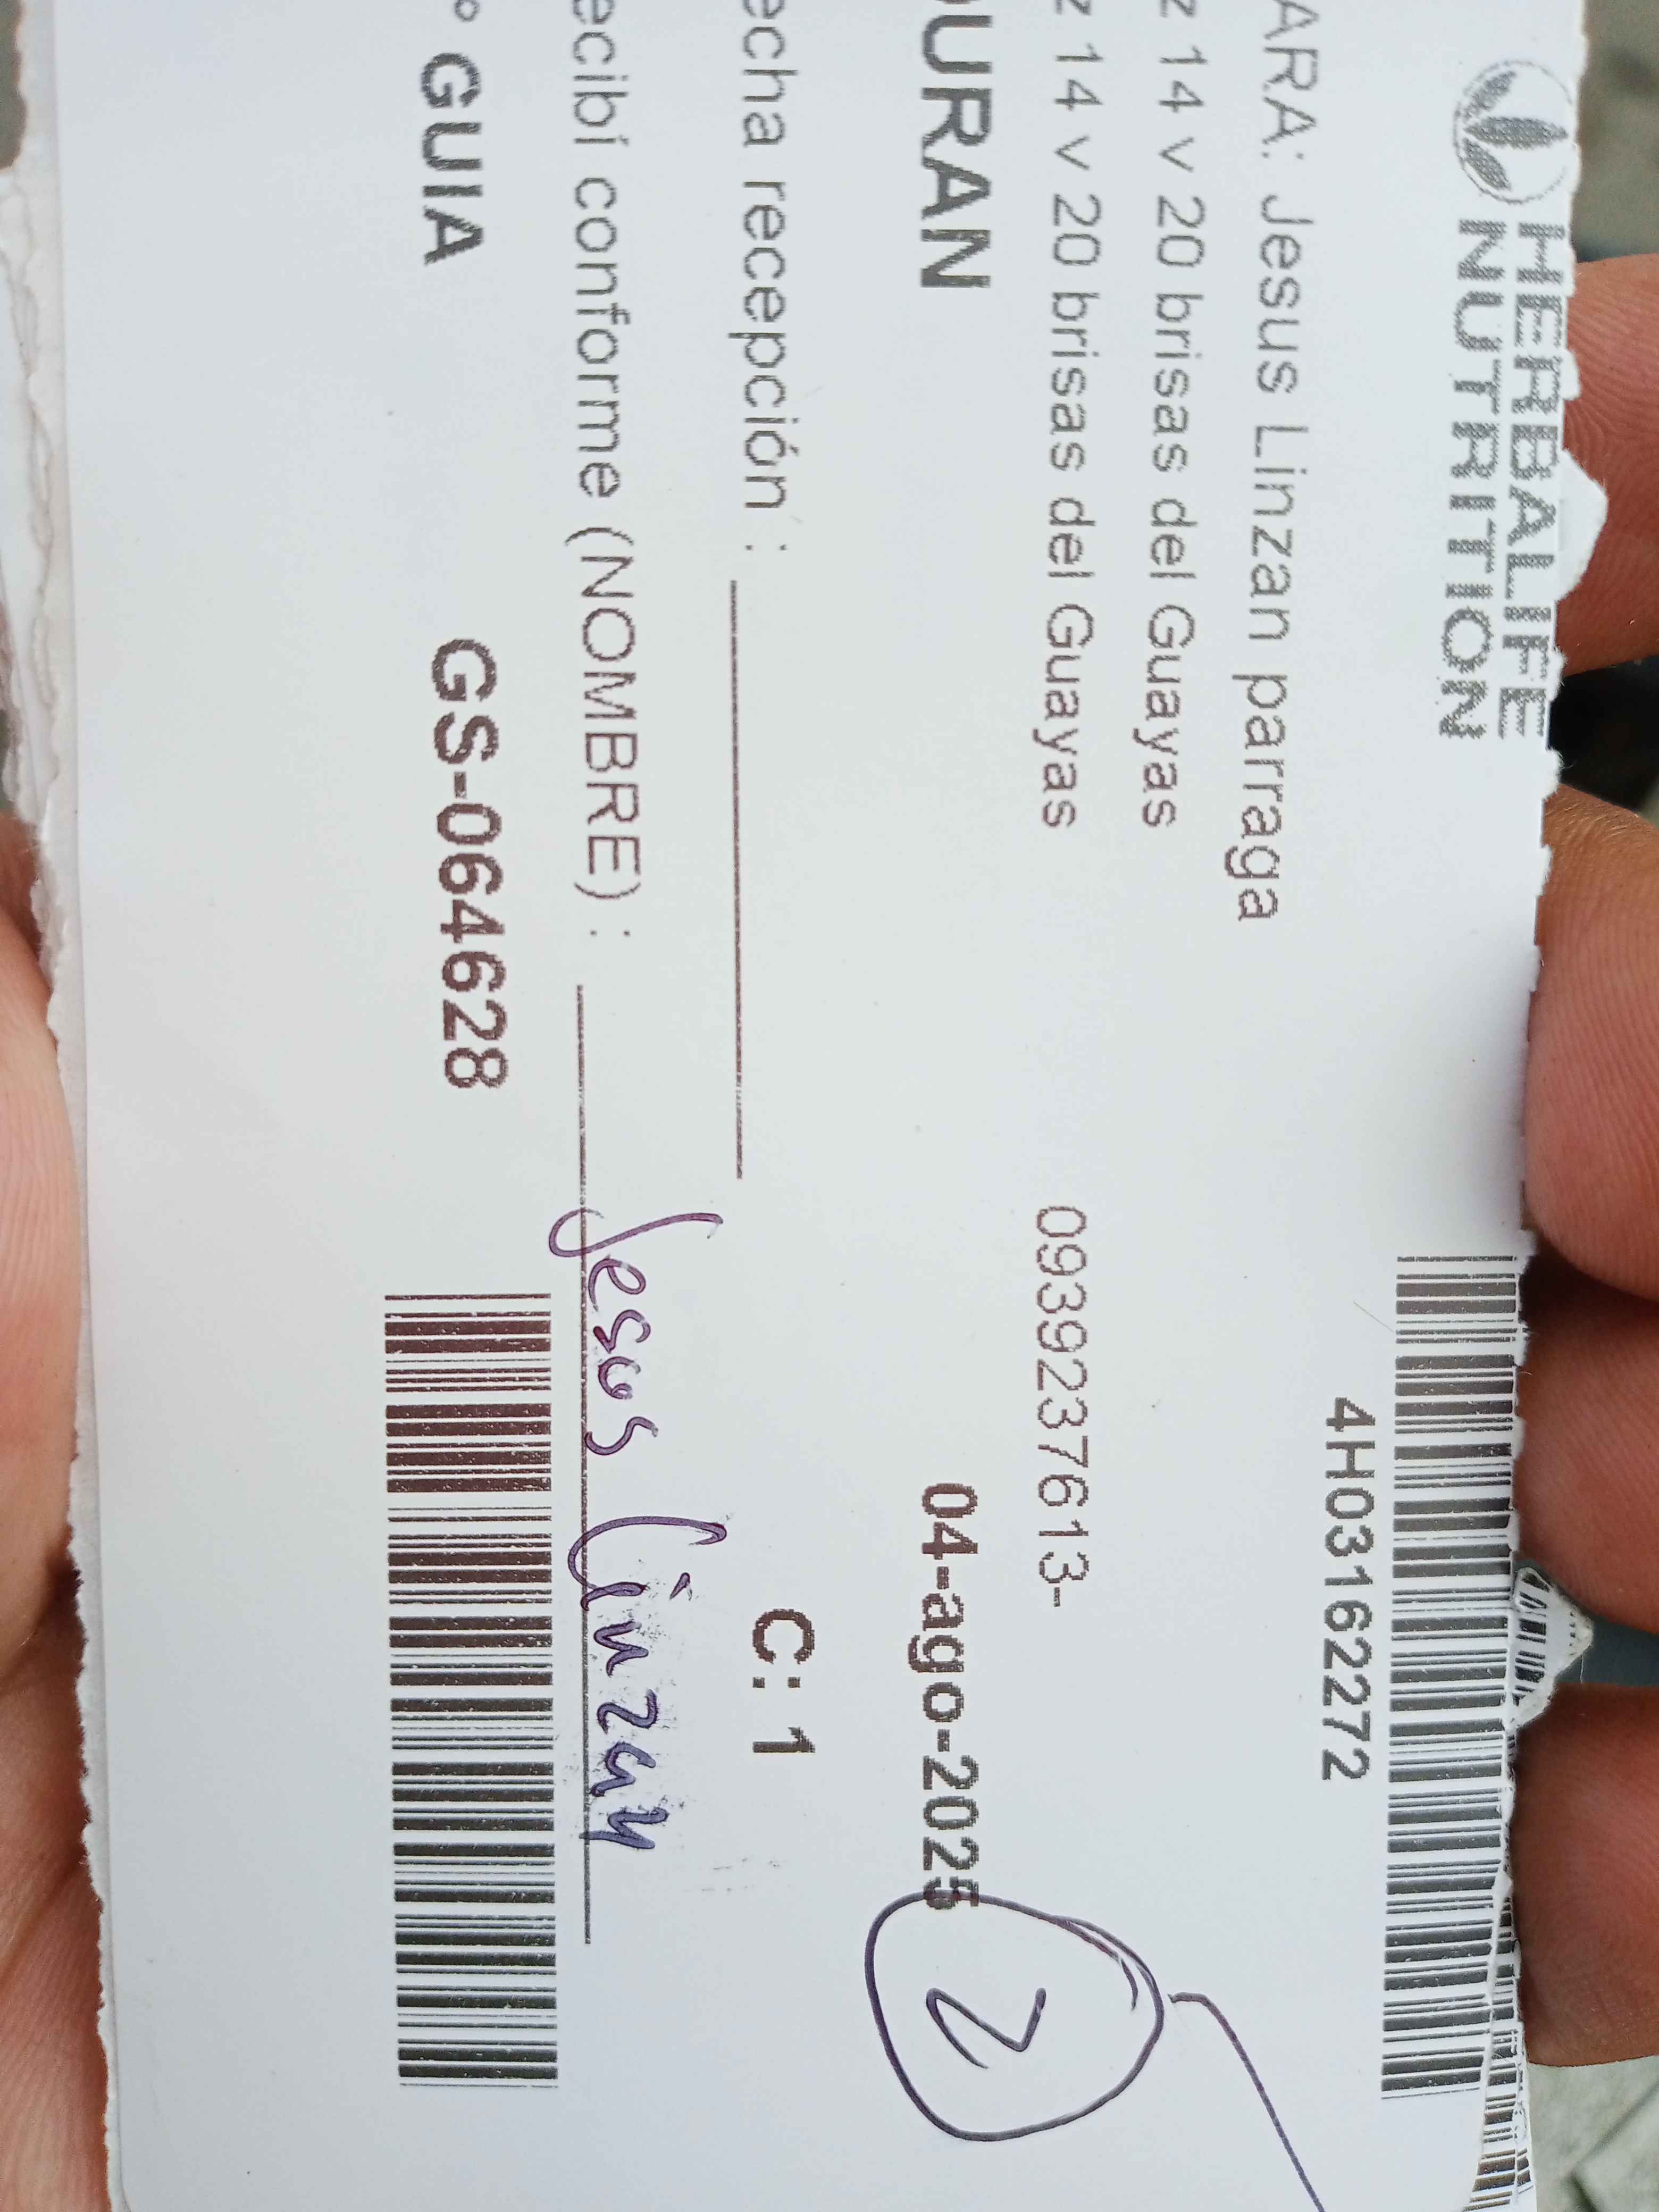 HERBALIFE
NUTRITION
4H03162272
ARA: Jesus Linzan parraga
z 14 v 20 brisas del Guayas
z 14 v 20 brisas del Guayas 0939237613-
DURAN 04-ago-2025
2
echa recepción : C: 1
ecibí conforme (NOMBRE) : Jesus Linzan
° GUIA GS-064628